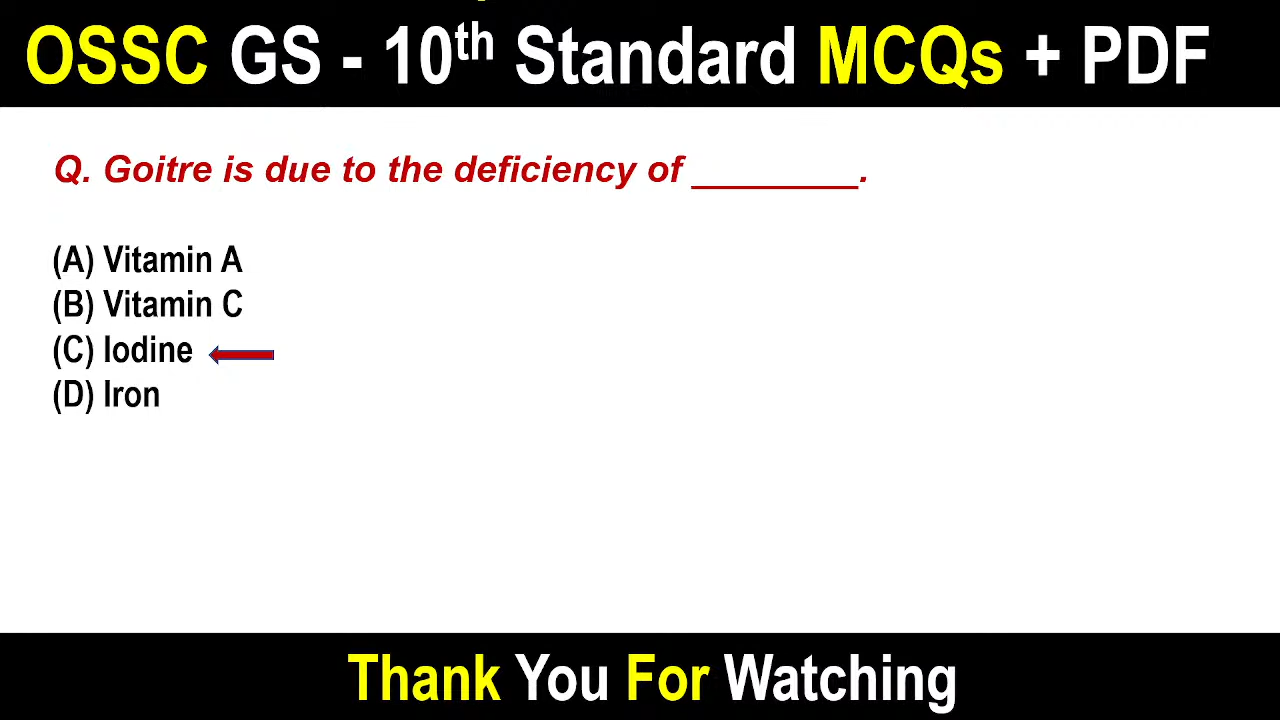 OSSC GS - 10th Standard MCQs + PDF
Q. Goitre is due to the deficiency of ________.
(A) Vitamin A
(B) Vitamin C
(C) Iodine
(D) Iron
Thank You For Watching